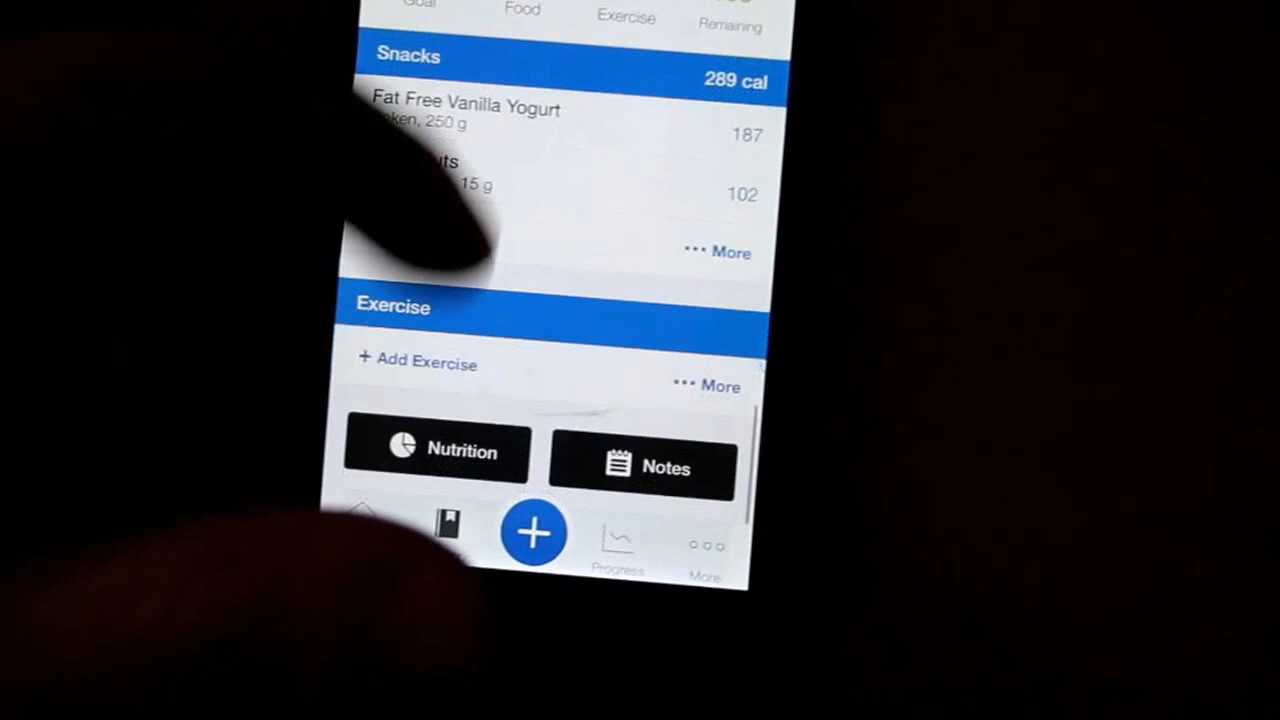 Goal Food Exercise Remaining
Snacks 289 cal
Fat Free Vanilla Yogurt 187
250 g
15 g 102
••• More
Exercise
+ Add Exercise
••• More
Nutrition Notes
Progress More